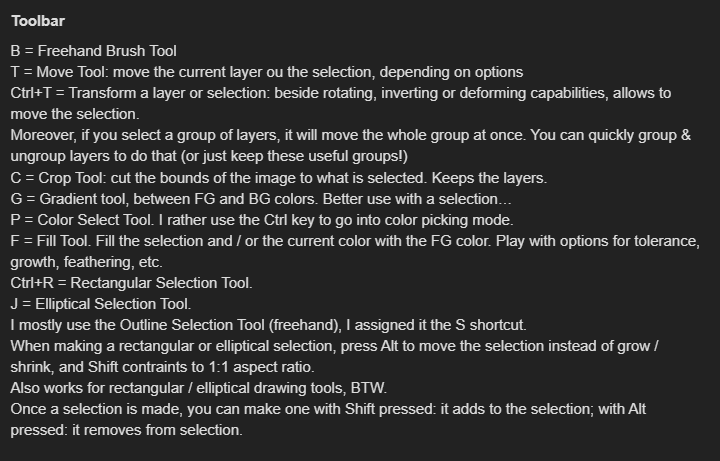 Toolbar
B = Freehand Brush Tool
T = Move Tool: move the current layer ou the selection, depending on options
Ctrl+T = Transform a layer or selection: beside rotating, inverting or deforming capabilities, allows to
move the selection.
Moreover, if you select a group of layers, it will move the whole group at once. You can quickly group &
ungroup layers to do that (or just keep these useful groups!)
C = Crop Tool: cut the bounds of the image to what is selected. Keeps the layers.
G = Gradient tool, between FG and BG colors. Better use with a selection…
P = Color Select Tool. I rather use the Ctrl key to go into color picking mode.
F = Fill Tool. Fill the selection and / or the current color with the FG color. Play with options for tolerance,
growth, feathering, etc.
Ctrl+R = Rectangular Selection Tool.
J = Elliptical Selection Tool.
I mostly use the Outline Selection Tool (freehand), I assigned it the S shortcut.
When making a rectangular or elliptical selection, press Alt to move the selection instead of grow /
shrink, and Shift contraints to 1:1 aspect ratio.
Also works for rectangular / elliptical drawing tools, BTW.
Once a selection is made, you can make one with Shift pressed: it adds to the selection; with Alt
pressed: it removes from selection.